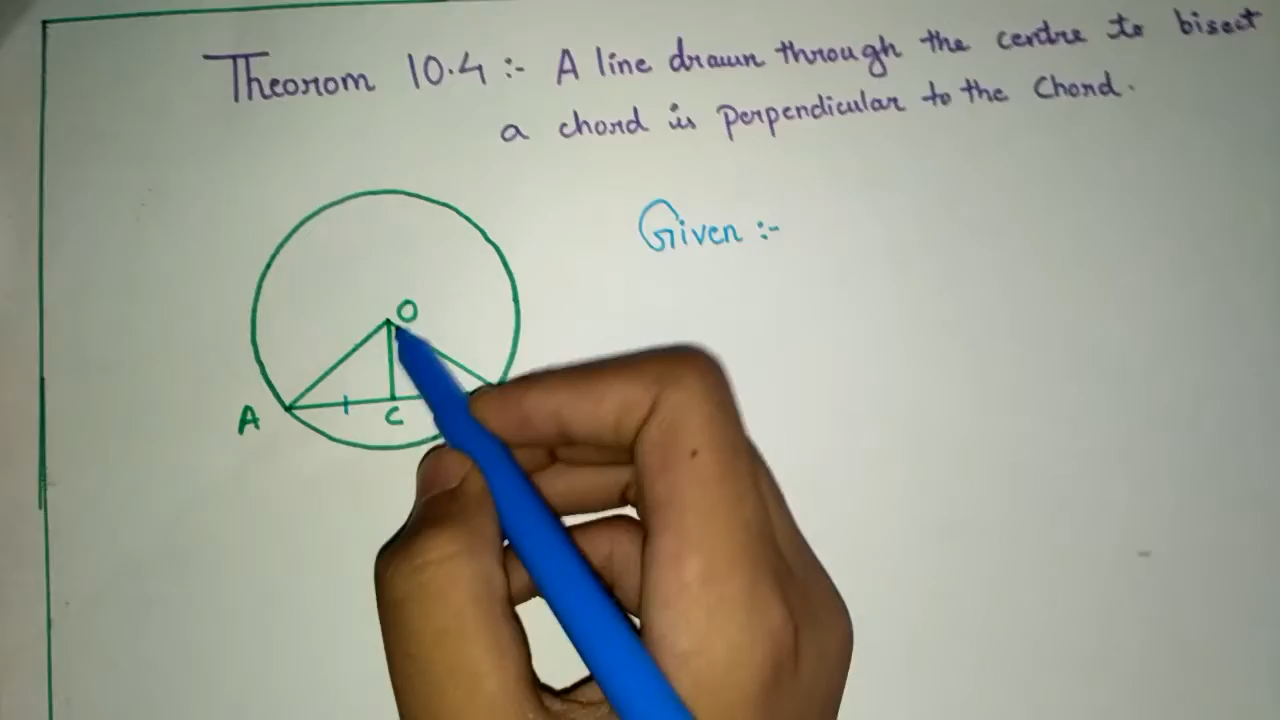 Theorom 10.4 :- A line drawn through the centre to bisect
a chord is perpendicular to the Chord.
Given :-
O
A
C